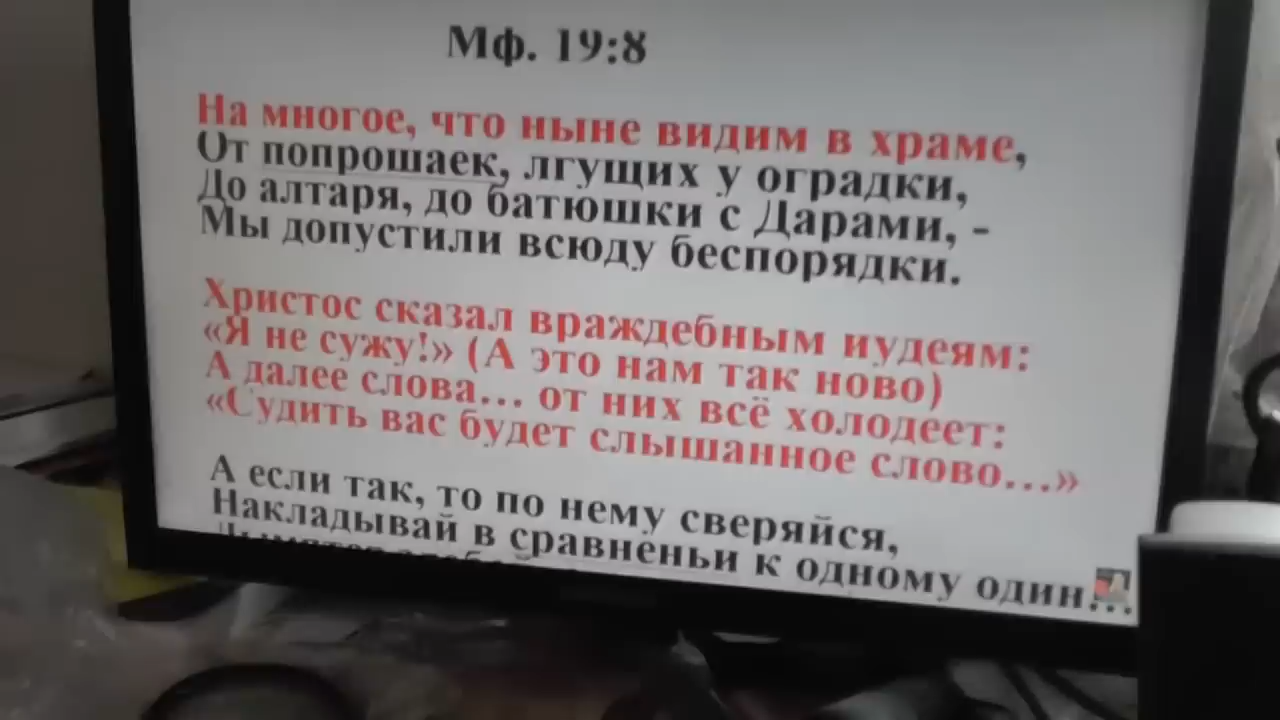 Мф. 19:8
На многое, что ныне видим в храме,
От попрошаек, лгущих у оградки,
До алтаря, до батюшки с Дарами, -
Мы допустили всюду беспорядки.
Христос сказал враждебным иудеям:
«Я не сужу!» (А это нам так ново)
А далее слова... от них всё холодеет:
«Судить вас будет слышанное слово...»
А если так, то по нему сверяйся,
Накладывай в сравненьи к одному один...